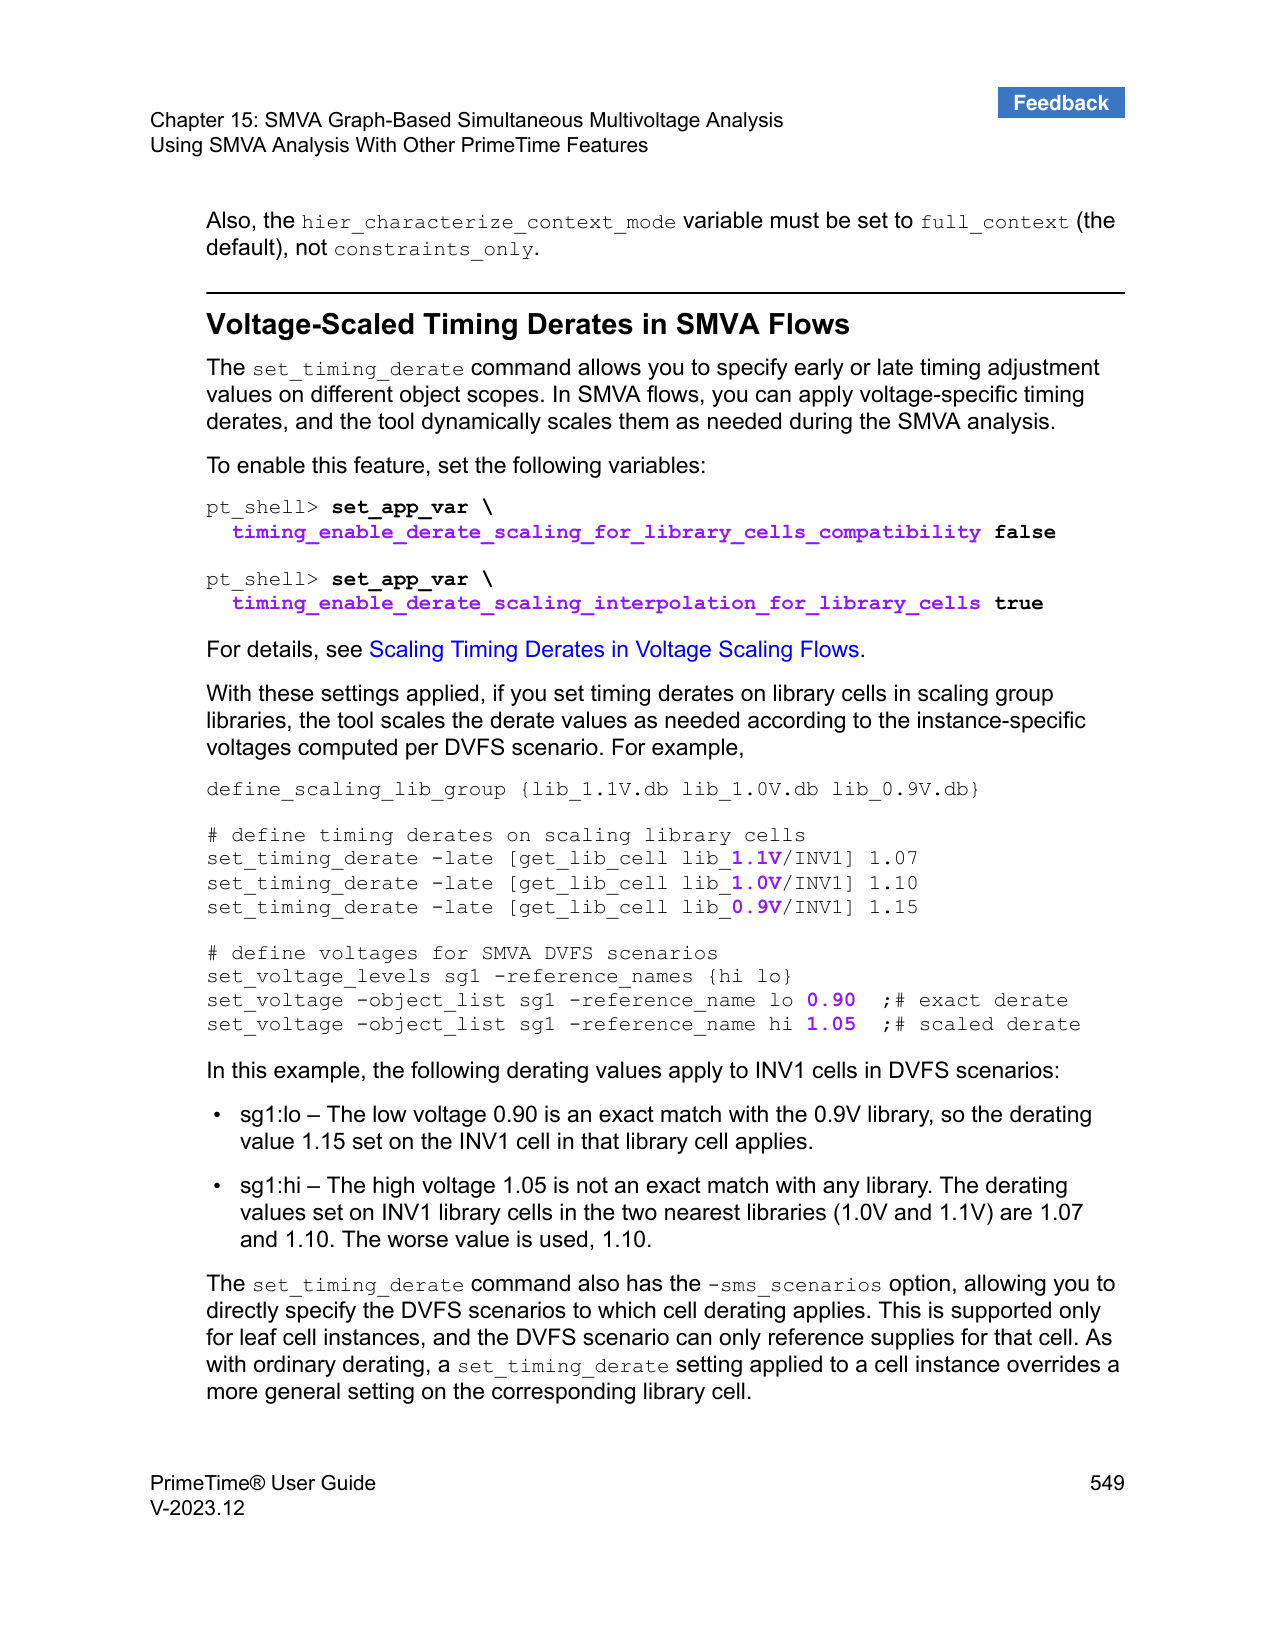 Feedback
Chapter 15: SMVA Graph-Based Simultaneous Multivoltage Analysis
Using SMVA Analysis With Other PrimeTime Features
Also, the hier_characterize_context_mode variable must be set to full_context (the
default), not constraints_only.
Voltage-Scaled Timing Derates in SMVA Flows
The set_timing_derate command allows you to specify early or late timing adjustment
values on different object scopes. In SMVA flows, you can apply voltage-specific timing
derates, and the tool dynamically scales them as needed during the SMVA analysis.
To enable this feature, set the following variables:
pt_shell> set_app_var \
  timing_enable_derate_scaling_for_library_cells_compatibility false
pt_shell> set_app_var \
  timing_enable_derate_scaling_interpolation_for_library_cells true
For details, see Scaling Timing Derates in Voltage Scaling Flows.
With these settings applied, if you set timing derates on library cells in scaling group
libraries, the tool scales the derate values as needed according to the instance-specific
voltages computed per DVFS scenario. For example,
define_scaling_lib_group {lib_1.1V.db lib_1.0V.db lib_0.9V.db}
# define timing derates on scaling library cells
set_timing_derate -late [get_lib_cell lib_1.1V/INV1] 1.07
set_timing_derate -late [get_lib_cell lib_1.0V/INV1] 1.10
set_timing_derate -late [get_lib_cell lib_0.9V/INV1] 1.15
# define voltages for SMVA DVFS scenarios
set_voltage_levels sg1 -reference_names {hi lo}
set_voltage -object_list sg1 -reference_name lo 0.90  ;# exact derate
set_voltage -object_list sg1 -reference_name hi 1.05  ;# scaled derate
In this example, the following derating values apply to INV1 cells in DVFS scenarios:
• sg1:lo – The low voltage 0.90 is an exact match with the 0.9V library, so the derating
value 1.15 set on the INV1 cell in that library cell applies.
• sg1:hi – The high voltage 1.05 is not an exact match with any library. The derating
values set on INV1 library cells in the two nearest libraries (1.0V and 1.1V) are 1.07
and 1.10. The worse value is used, 1.10.
The set_timing_derate command also has the -sms_scenarios option, allowing you to
directly specify the DVFS scenarios to which cell derating applies. This is supported only
for leaf cell instances, and the DVFS scenario can only reference supplies for that cell. As
with ordinary derating, a set_timing_derate setting applied to a cell instance overrides a
more general setting on the corresponding library cell.
PrimeTime® User Guide
549
V-2023.12